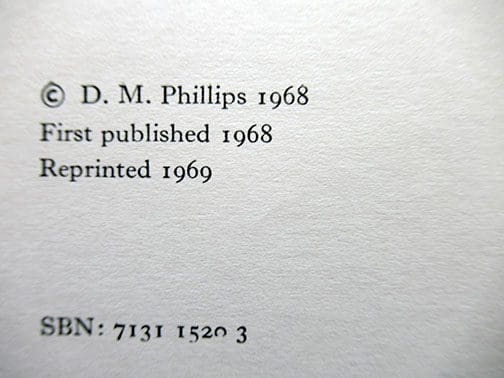 © D. M. Phillips 1968
First published 1968
Reprinted 1969
SBN: 7131 1520 3